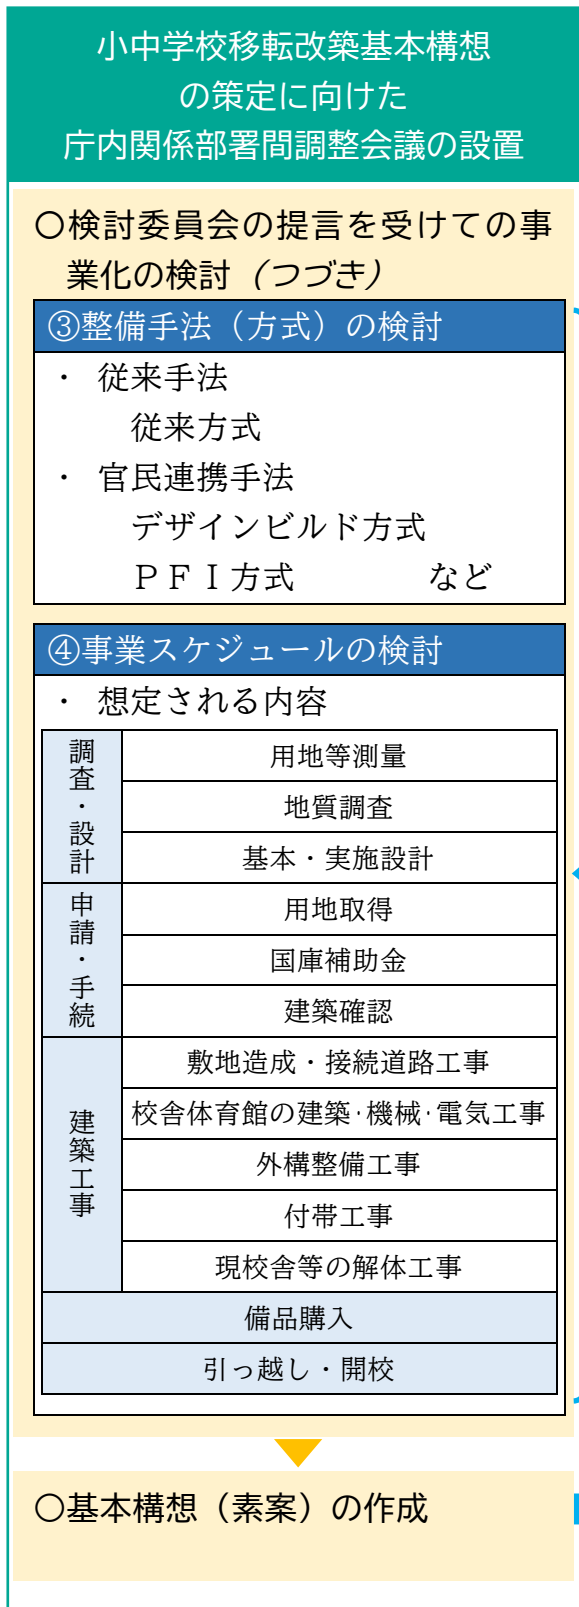 小中学校移転改築基本構想
の策定に向けた
庁内関係部署間調整会議の設置
〇検討委員会の提言を受けての事
業化の検討（つづき）
③整備手法（方式）の検討
・ 従来手法
従来方式
・ 官民連携手法
デザインビルド方式
ＰＦＩ方式 など
④事業スケジュールの検討
・ 想定される内容
調査・設計
用地等測量
地質調査
基本・実施設計
申請・手続
用地取得
国庫補助金
建築確認
建築工事
敷地造成・接続道路工事
校舎体育館の建築･機械･電気工事
外構整備工事
付帯工事
現校舎等の解体工事
備品購入
引っ越し・開校
〇基本構想（素案）の作成